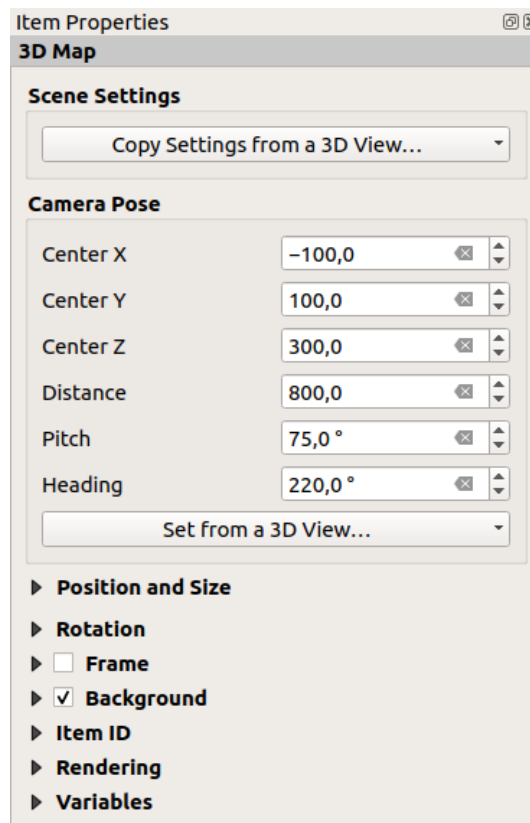 Item Properties
3D Map
Scene Settings
Copy Settings from a 3D View...
Camera Pose
Center X −100,0
Center Y 100,0
Center Z 300,0
Distance 800,0
Pitch 75,0 °
Heading 220,0 °
Set from a 3D View...
Position and Size
Rotation
Frame
Background
Item ID
Rendering
Variables